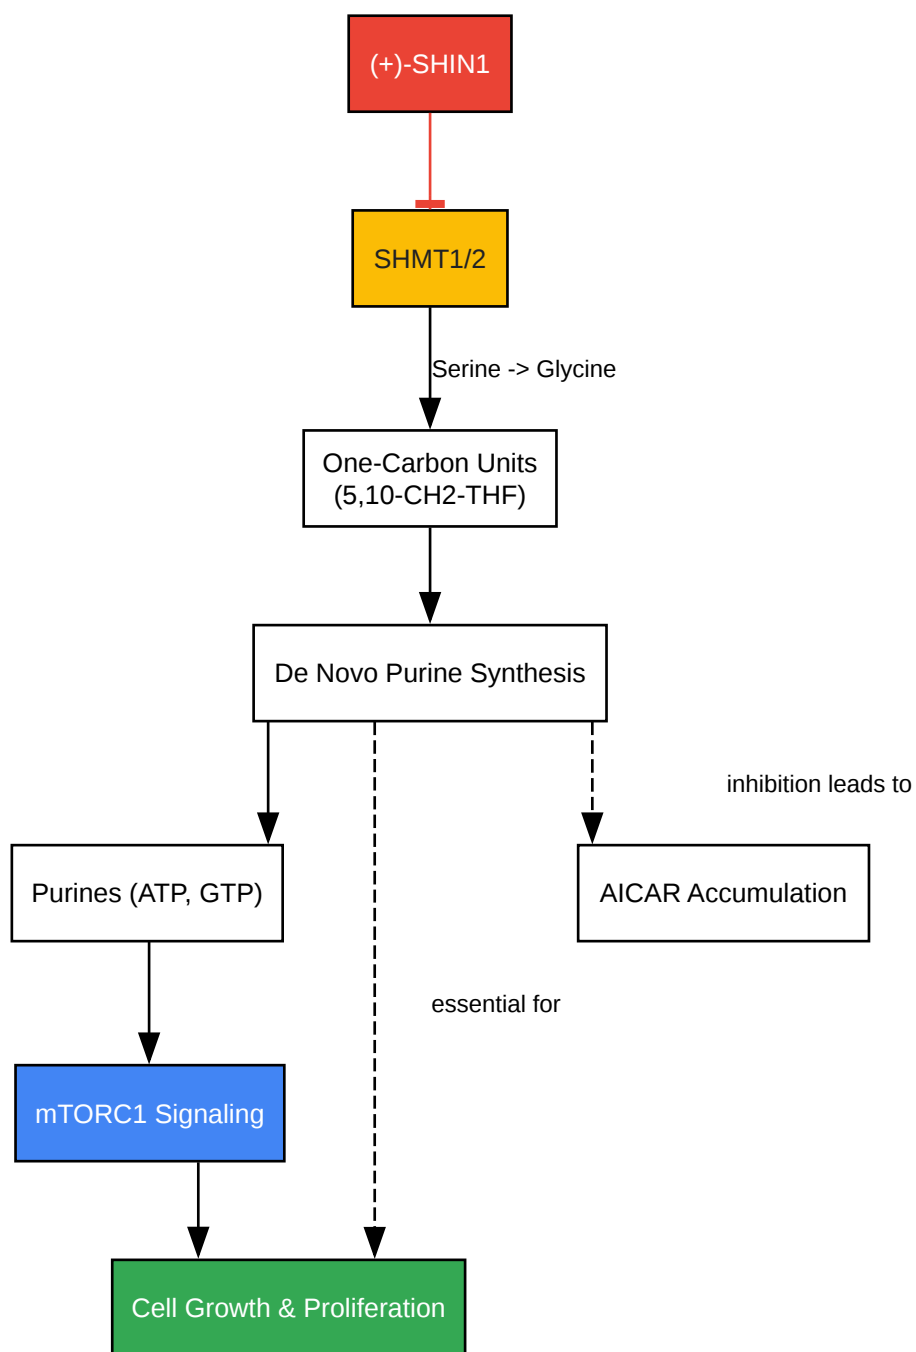 (+)-SHIN1
SHMT1/2
Serine -> Glycine
One-Carbon Units
(5,10-CH2-THF)
De Novo Purine Synthesis
inhibition leads to
Purines (ATP, GTP)
AICAR Accumulation
essential for
mTORC1 Signaling
Cell Growth & Proliferation